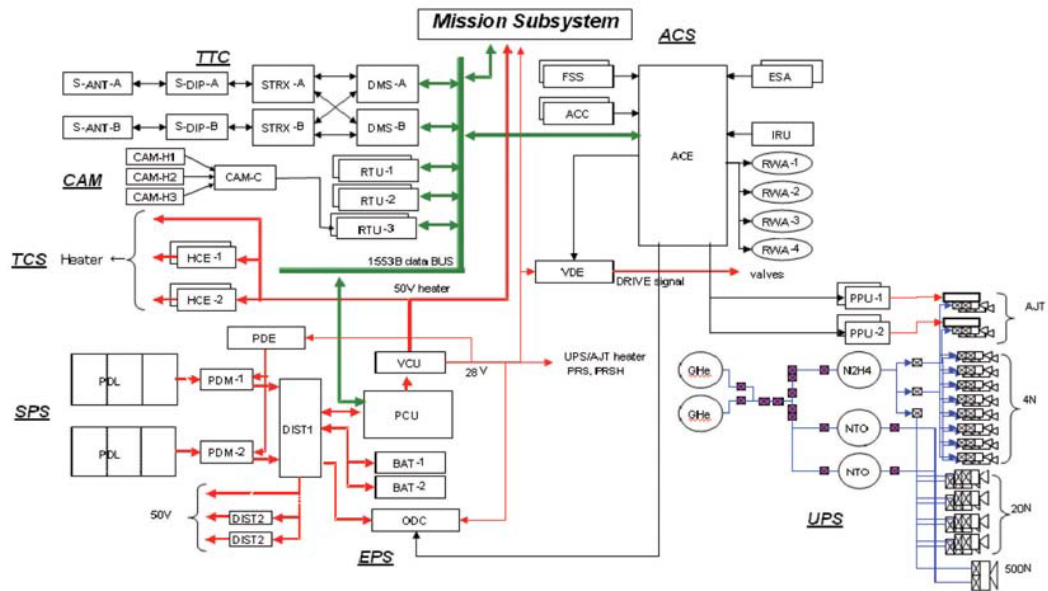 Mission Subsystem
TTC
ACS
S-ANT-A
S-DIP-A
STRX-A
DMS-A
S-ANT-B
S-DIP-B
STRX-B
DMS-B
FSS
ACC
ACE
ESA
IRU
RWA-1
RWA-2
RWA-3
RWA-4
CAM
CAM-H1
CAM-H2
CAM-H3
CAM-C
RTU-1
RTU-2
RTU-3
TCS
Heater
HCE-1
HCE-2
1553B data BUS
50V heater
VDE
DRIVE signal
valves
PPU-1
PPU-2
AJT
PDE
VCU
28 V
UPS/AJT heater
PRS, PRSH
SPS
PDL
PDM-1
PDL
PDM-2
DIST1
PCU
BAT-1
BAT-2
ODC
50V
DIST2
DIST2
EPS
GHe
GHe
N2H4
NTO
NTO
UPS
4N
20N
500N